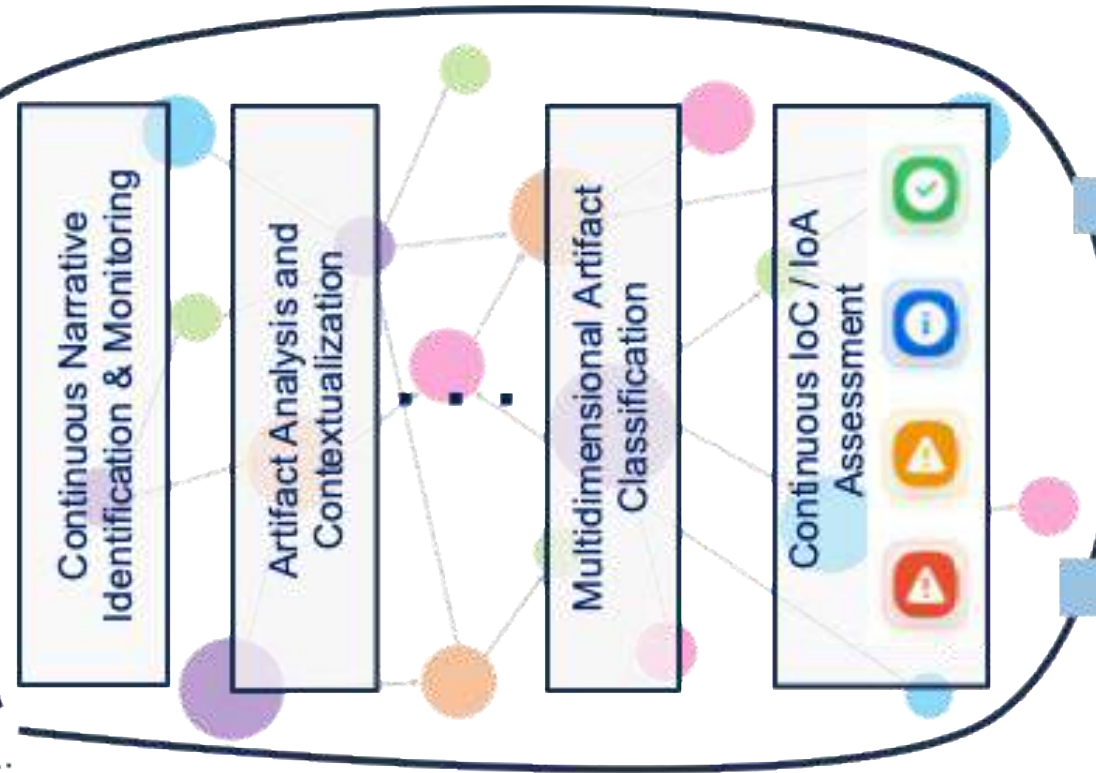 Continuous Narrative
Identification & Monitoring
Artifact Analysis and
Contextualization
Multidimensional Artifact
Classification
Continuous IoC / IoA
Assessment